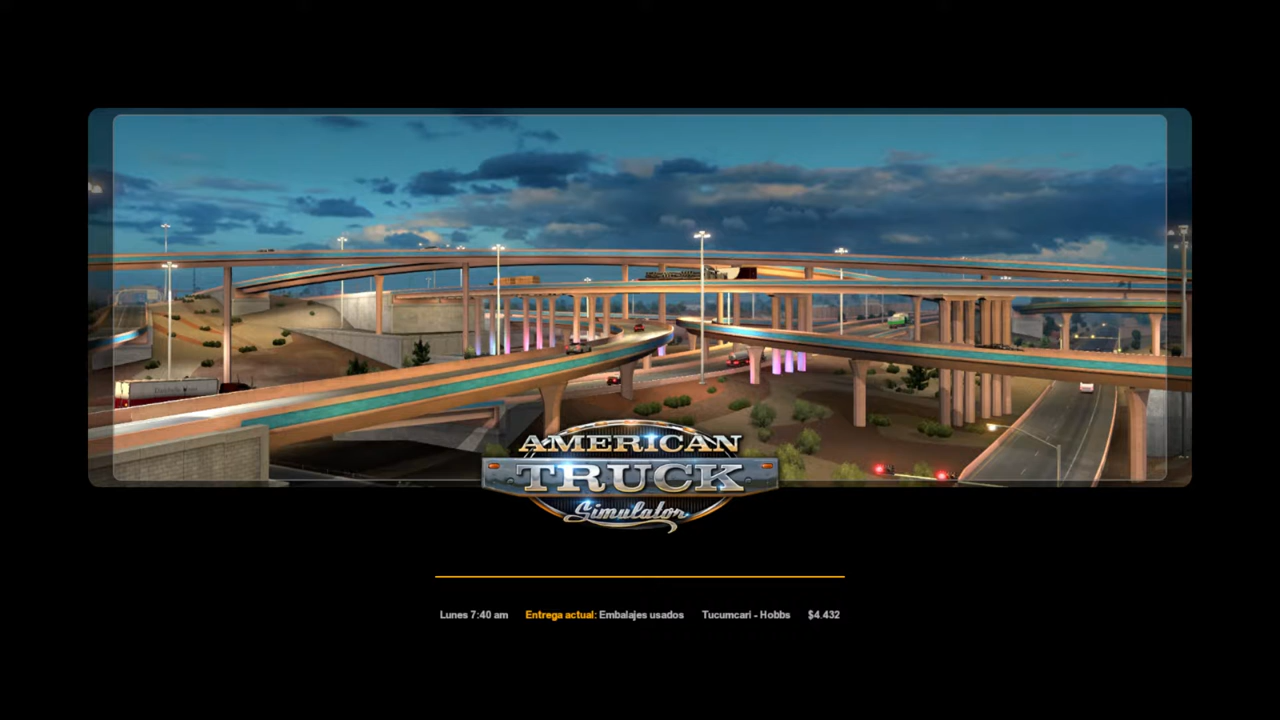 AMERICAN
TRUCK
Simulator
Lunes 7:40 am Entrega actual: Embalajes usados Tucumcari - Hobbs $4.432